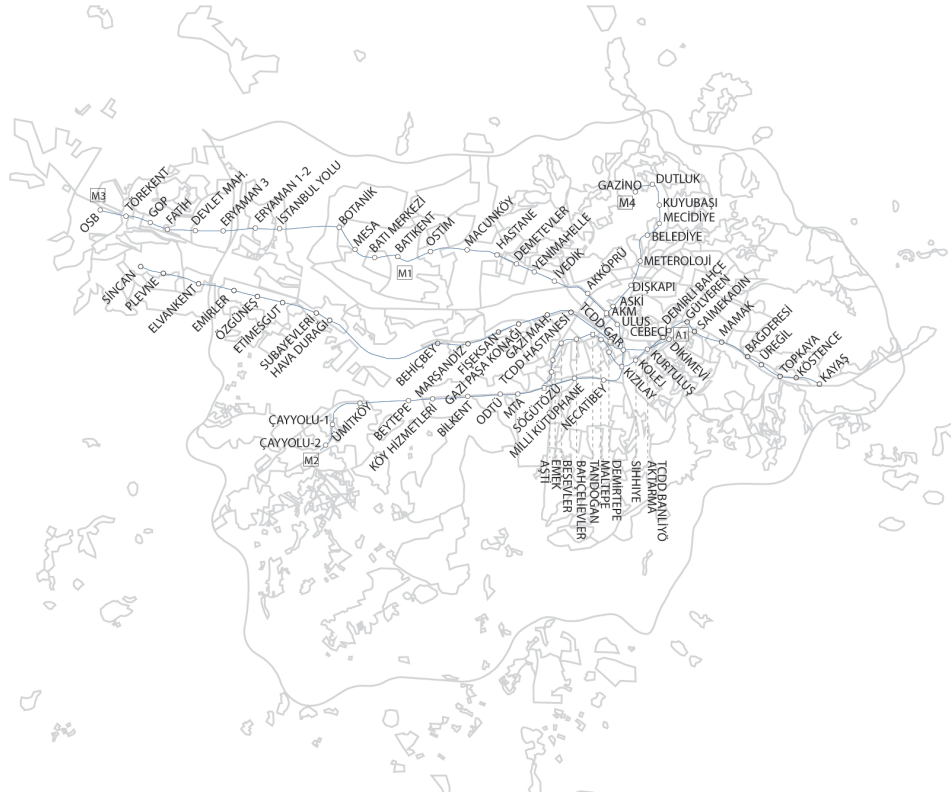 M3
OSB
TÖREKENT
GOP
FATİH
DEVLET MAH.
ERYAMAN 3
ERYAMAN 1-2
İSTANBUL YOLU
BOTANİK
MESA
BATI MERKEZİ
BATIKENT
M1
OSTİM
MACUNKÖY
HASTANE
DEMETEVLER
YENİMAHELLE
İVEDİK
AKKÖPRÜ
GAZİNO
M4
DUTLUK
KUYUBAŞI
MECİDİYE
BELEDİYE
METEROLOJİ
DIŞKAPI
ASKİ
AKM
ULUS
SİNCAN
PLEVNE
ELVANKENT
EMİRLER
ÖZGÜNEŞ
ETİMESGUT
SUBAYEVLERİ
HAVA DURAĞI
BEHİÇBEY
MARŞANDİZ
FİŞEKSAN
GAZİ PAŞA KONAĞI
GAZİ MAH.
TCDD HASTANESİ
TCDD GAR
CEBECİ
DEMİRLİ BAHÇE
GÜLVEREN
SAİMEKADIN
MAMAK
BAĞDERESİ
ÜREĞİL
TOPKAYA
KÖSTENCE
KAYAŞ
A1
DİKİMEVİ
KURTULUŞ
KOLEJ
KIZILAY
ÇAYYOLU-1
ÇAYYOLU-2
M2
ÜMİTKÖY
BEYTEPE
KÖY HİZMETLERİ
BİLKENT
ODTÜ
MTA
SÖĞÜTÖZÜ
MİLLİ KÜTÜPHANE
NECATİBEY
AŞTİ
EMEK
BEŞEVLER
BAHÇELİEVLER
TANDOĞAN
MALTEPE
DEMİRTEPE
SIHHIYE
AKTARMA
TCDD BANLİYÖ